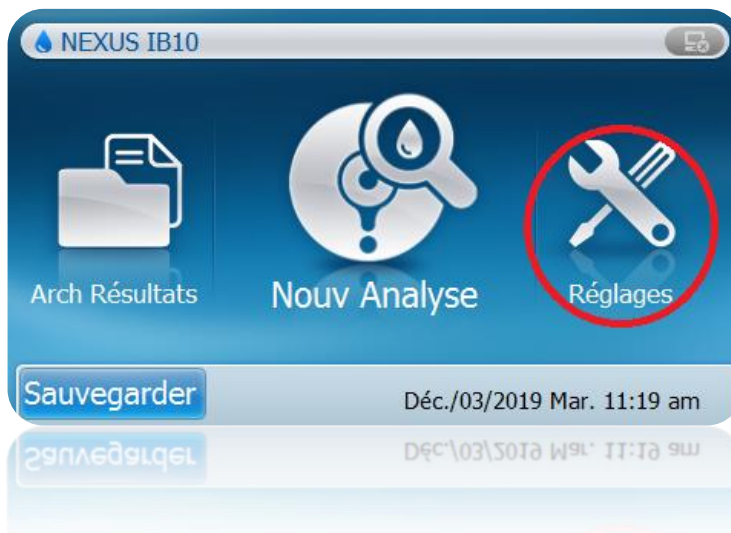 NEXUS IB10
Arch Résultats
Nouv Analyse
Réglages
Sauvegarder
Déc./03/2019 Mar. 11:19 am